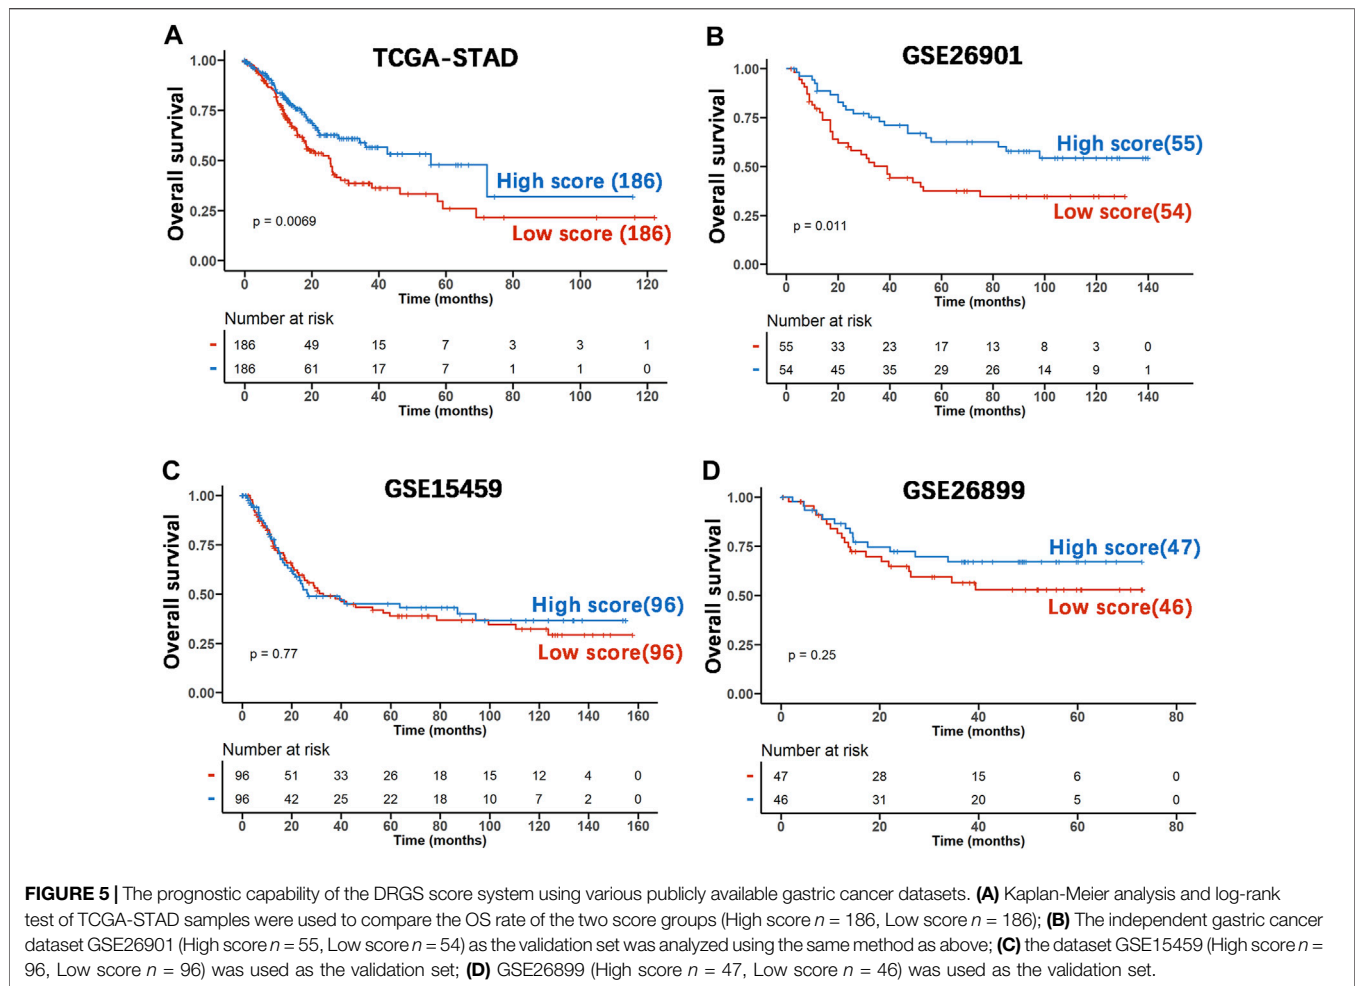 A
TCGA-STAD
Overall survival
1.00
0.75
0.50
0.25
0.00
High score (186)
Low score (186)
p = 0.0069
0 20 40 60 80 100 120
Time (months)
Number at risk
186 49 15 7 3 3 1
186 61 17 7 1 1 0
0 20 40 60 80 100 120
Time (months)
B
GSE26901
Overall survival
1.00
0.75
0.50
0.25
0.00
High score(55)
Low score(54)
p = 0.011
0 20 40 60 80 100 120 140
Time (months)
Number at risk
55 33 23 17 13 8 3 0
54 45 35 29 26 14 9 1
0 20 40 60 80 100 120 140
Time (months)
C
GSE15459
Overall survival
1.00
0.75
0.50
0.25
0.00
High score(96)
Low score(96)
p = 0.77
0 20 40 60 80 100 120 140 160
Time (months)
Number at risk
96 51 33 26 18 15 12 4 0
96 42 25 22 18 10 7 2 0
0 20 40 60 80 100 120 140 160
Time (months)
D
GSE26899
Overall survival
1.00
0.75
0.50
0.25
0.00
High score(47)
Low score(46)
p = 0.25
0 20 40 60 80
Time (months)
Number at risk
47 28 15 6 0
46 31 20 5 0
0 20 40 60 80
Time (months)
FIGURE 5 | The prognostic capability of the DRGS score system using various publicly available gastric cancer datasets. (A) Kaplan-Meier analysis and log-rank
test of TCGA-STAD samples were used to compare the OS rate of the two score groups (High score n = 186, Low score n = 186); (B) The independent gastric cancer
dataset GSE26901 (High score n = 55, Low score n = 54) as the validation set was analyzed using the same method as above; (C) the dataset GSE15459 (High score n =
96, Low score n = 96) was used as the validation set; (D) GSE26899 (High score n = 47, Low score n = 46) was used as the validation set.